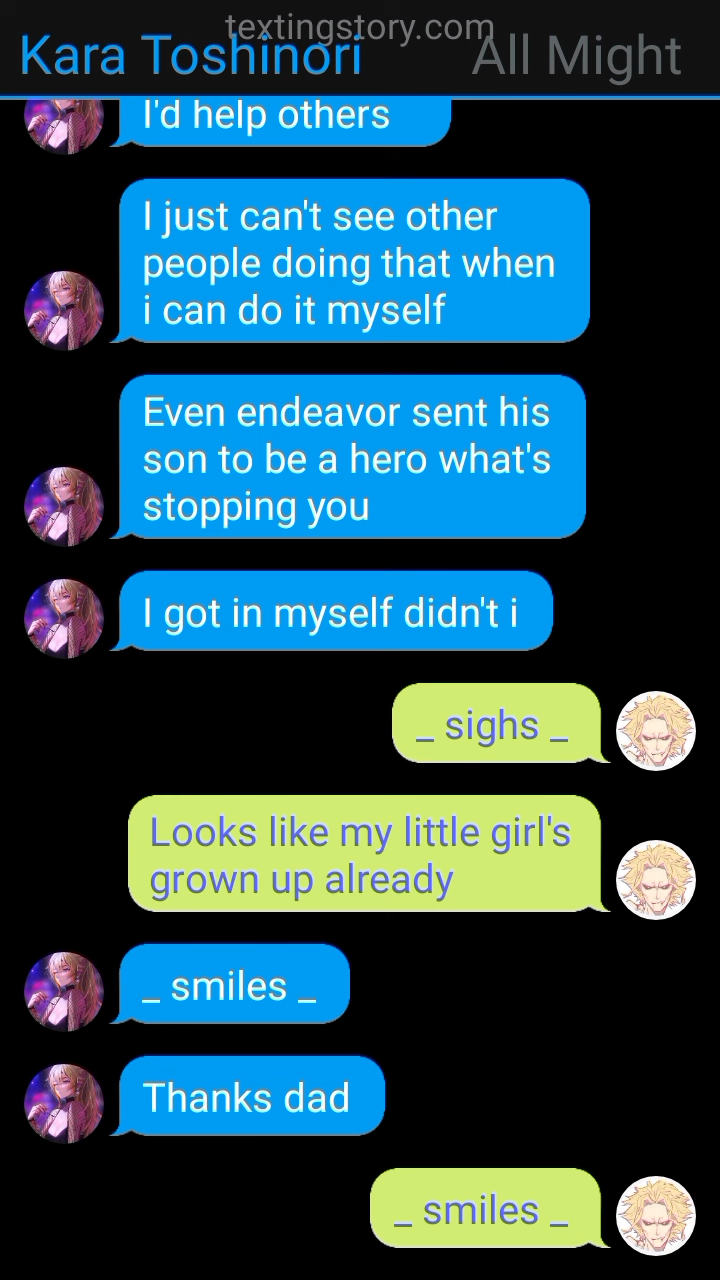 textingstory.com
Kara Toshinori All Might
I'd help others
I just can't see other
people doing that when
i can do it myself
Even endeavor sent his
son to be a hero what's
stopping you
I got in myself didn't i
_ sighs _
Looks like my little girl's
grown up already
_ smiles _
Thanks dad
_ smiles _